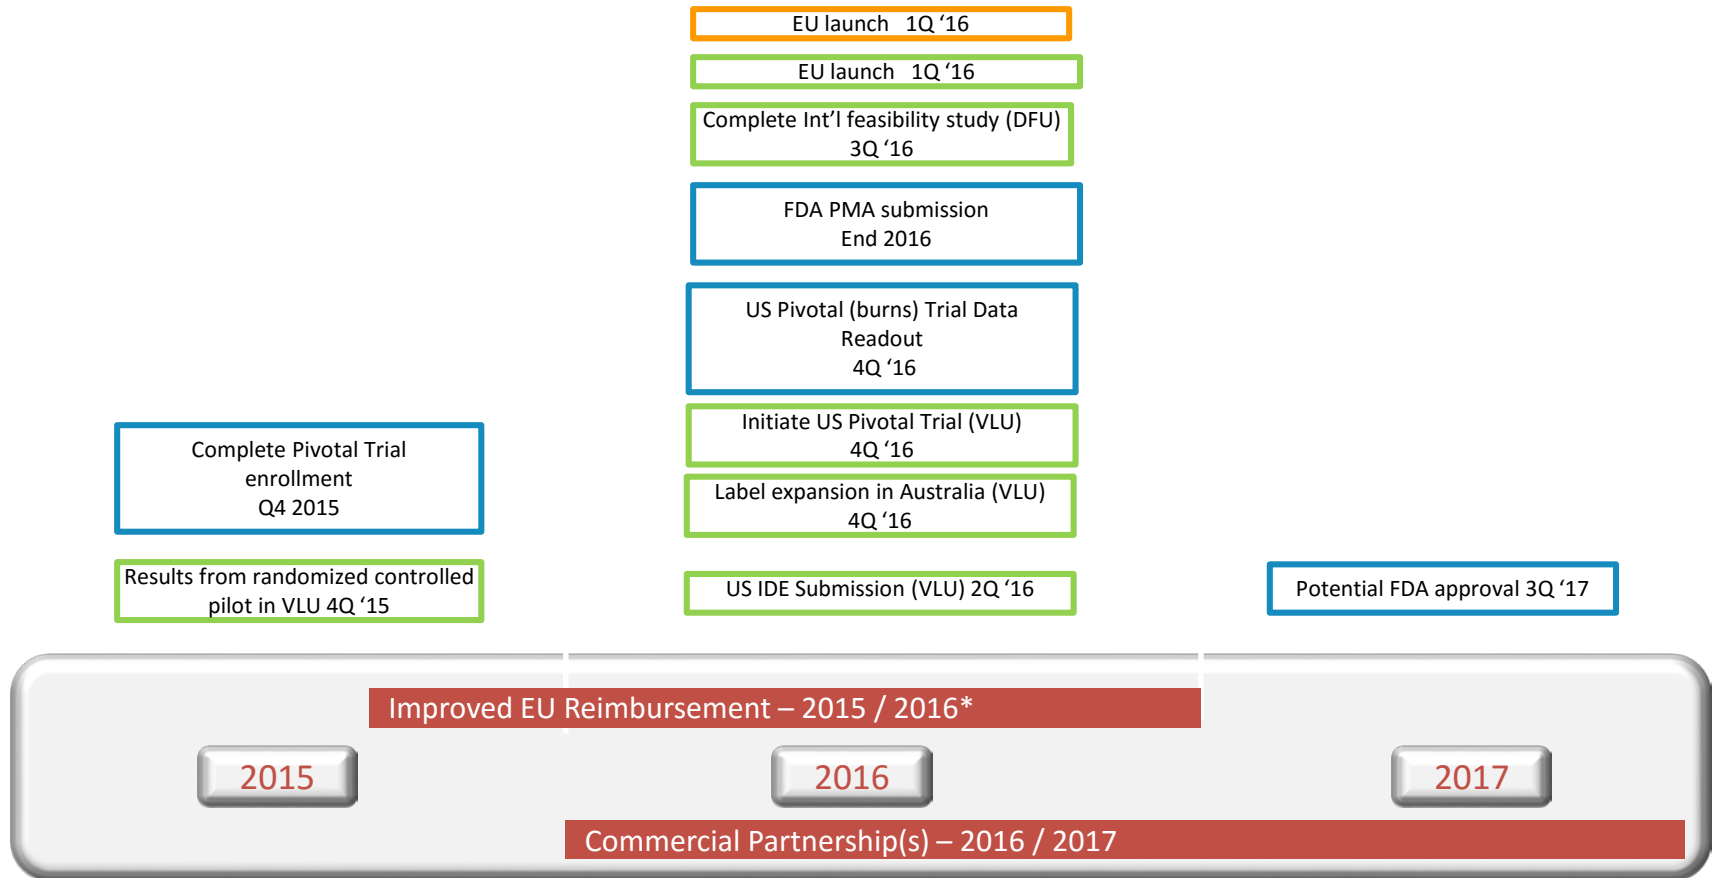 EU launch 1Q ‘16
EU launch 1Q ‘16
Complete Int’l feasibility study (DFU)
3Q ‘16
FDA PMA submission
End 2016
US Pivotal (burns) Trial Data
Readout
4Q ‘16
Initiate US Pivotal Trial (VLU)
4Q ‘16
Label expansion in Australia (VLU)
4Q ‘16
US IDE Submission (VLU) 2Q ‘16
Complete Pivotal Trial
enrollment
Q4 2015
Results from randomized controlled
pilot in VLU 4Q ‘15
Potential FDA approval 3Q ‘17
Improved EU Reimbursement – 2015 / 2016*
2015
2016
2017
Commercial Partnership(s) – 2016 / 2017